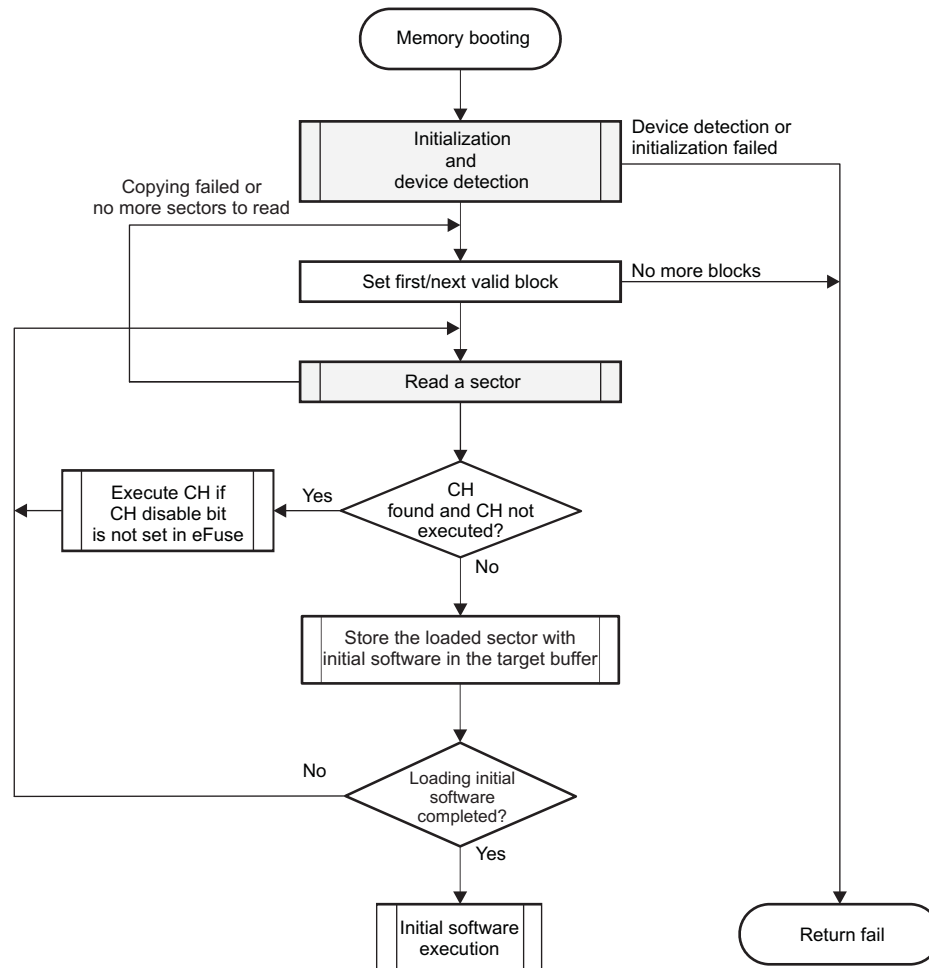 Memory booting
Initialization
and
device detection
Device detection or
initialization failed
Copying failed or
no more sectors to read
Set first/next valid block
No more blocks
Read a sector
Execute CH if
CH disable bit
is not set in eFuse
Yes
CH
found and CH not
executed?
No
Store the loaded sector with
initial software in the target buffer
No
Loading initial
software
completed?
Yes
Initial software
execution
Return fail